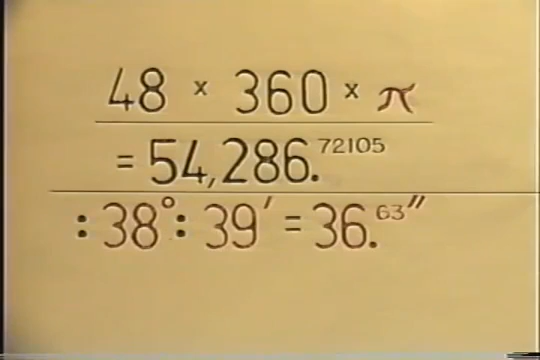 48 x 360 x π
= 54,286.72105
:38°: 39′ = 36.63″